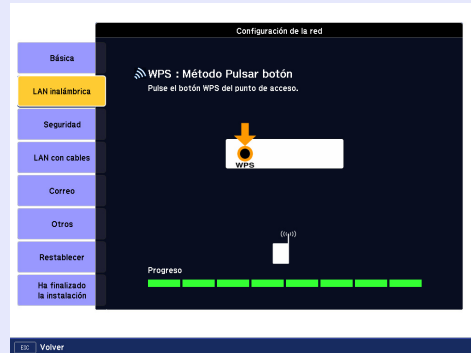 Configuración de la red
Básica
LAN inalámbrica
Seguridad
LAN con cables
Correo
Otros
Restablecer
Ha finalizado
la instalación
WPS : Método Pulsar botón
Pulse el botón WPS del punto de acceso.
WPS
Progreso
ESC Volver